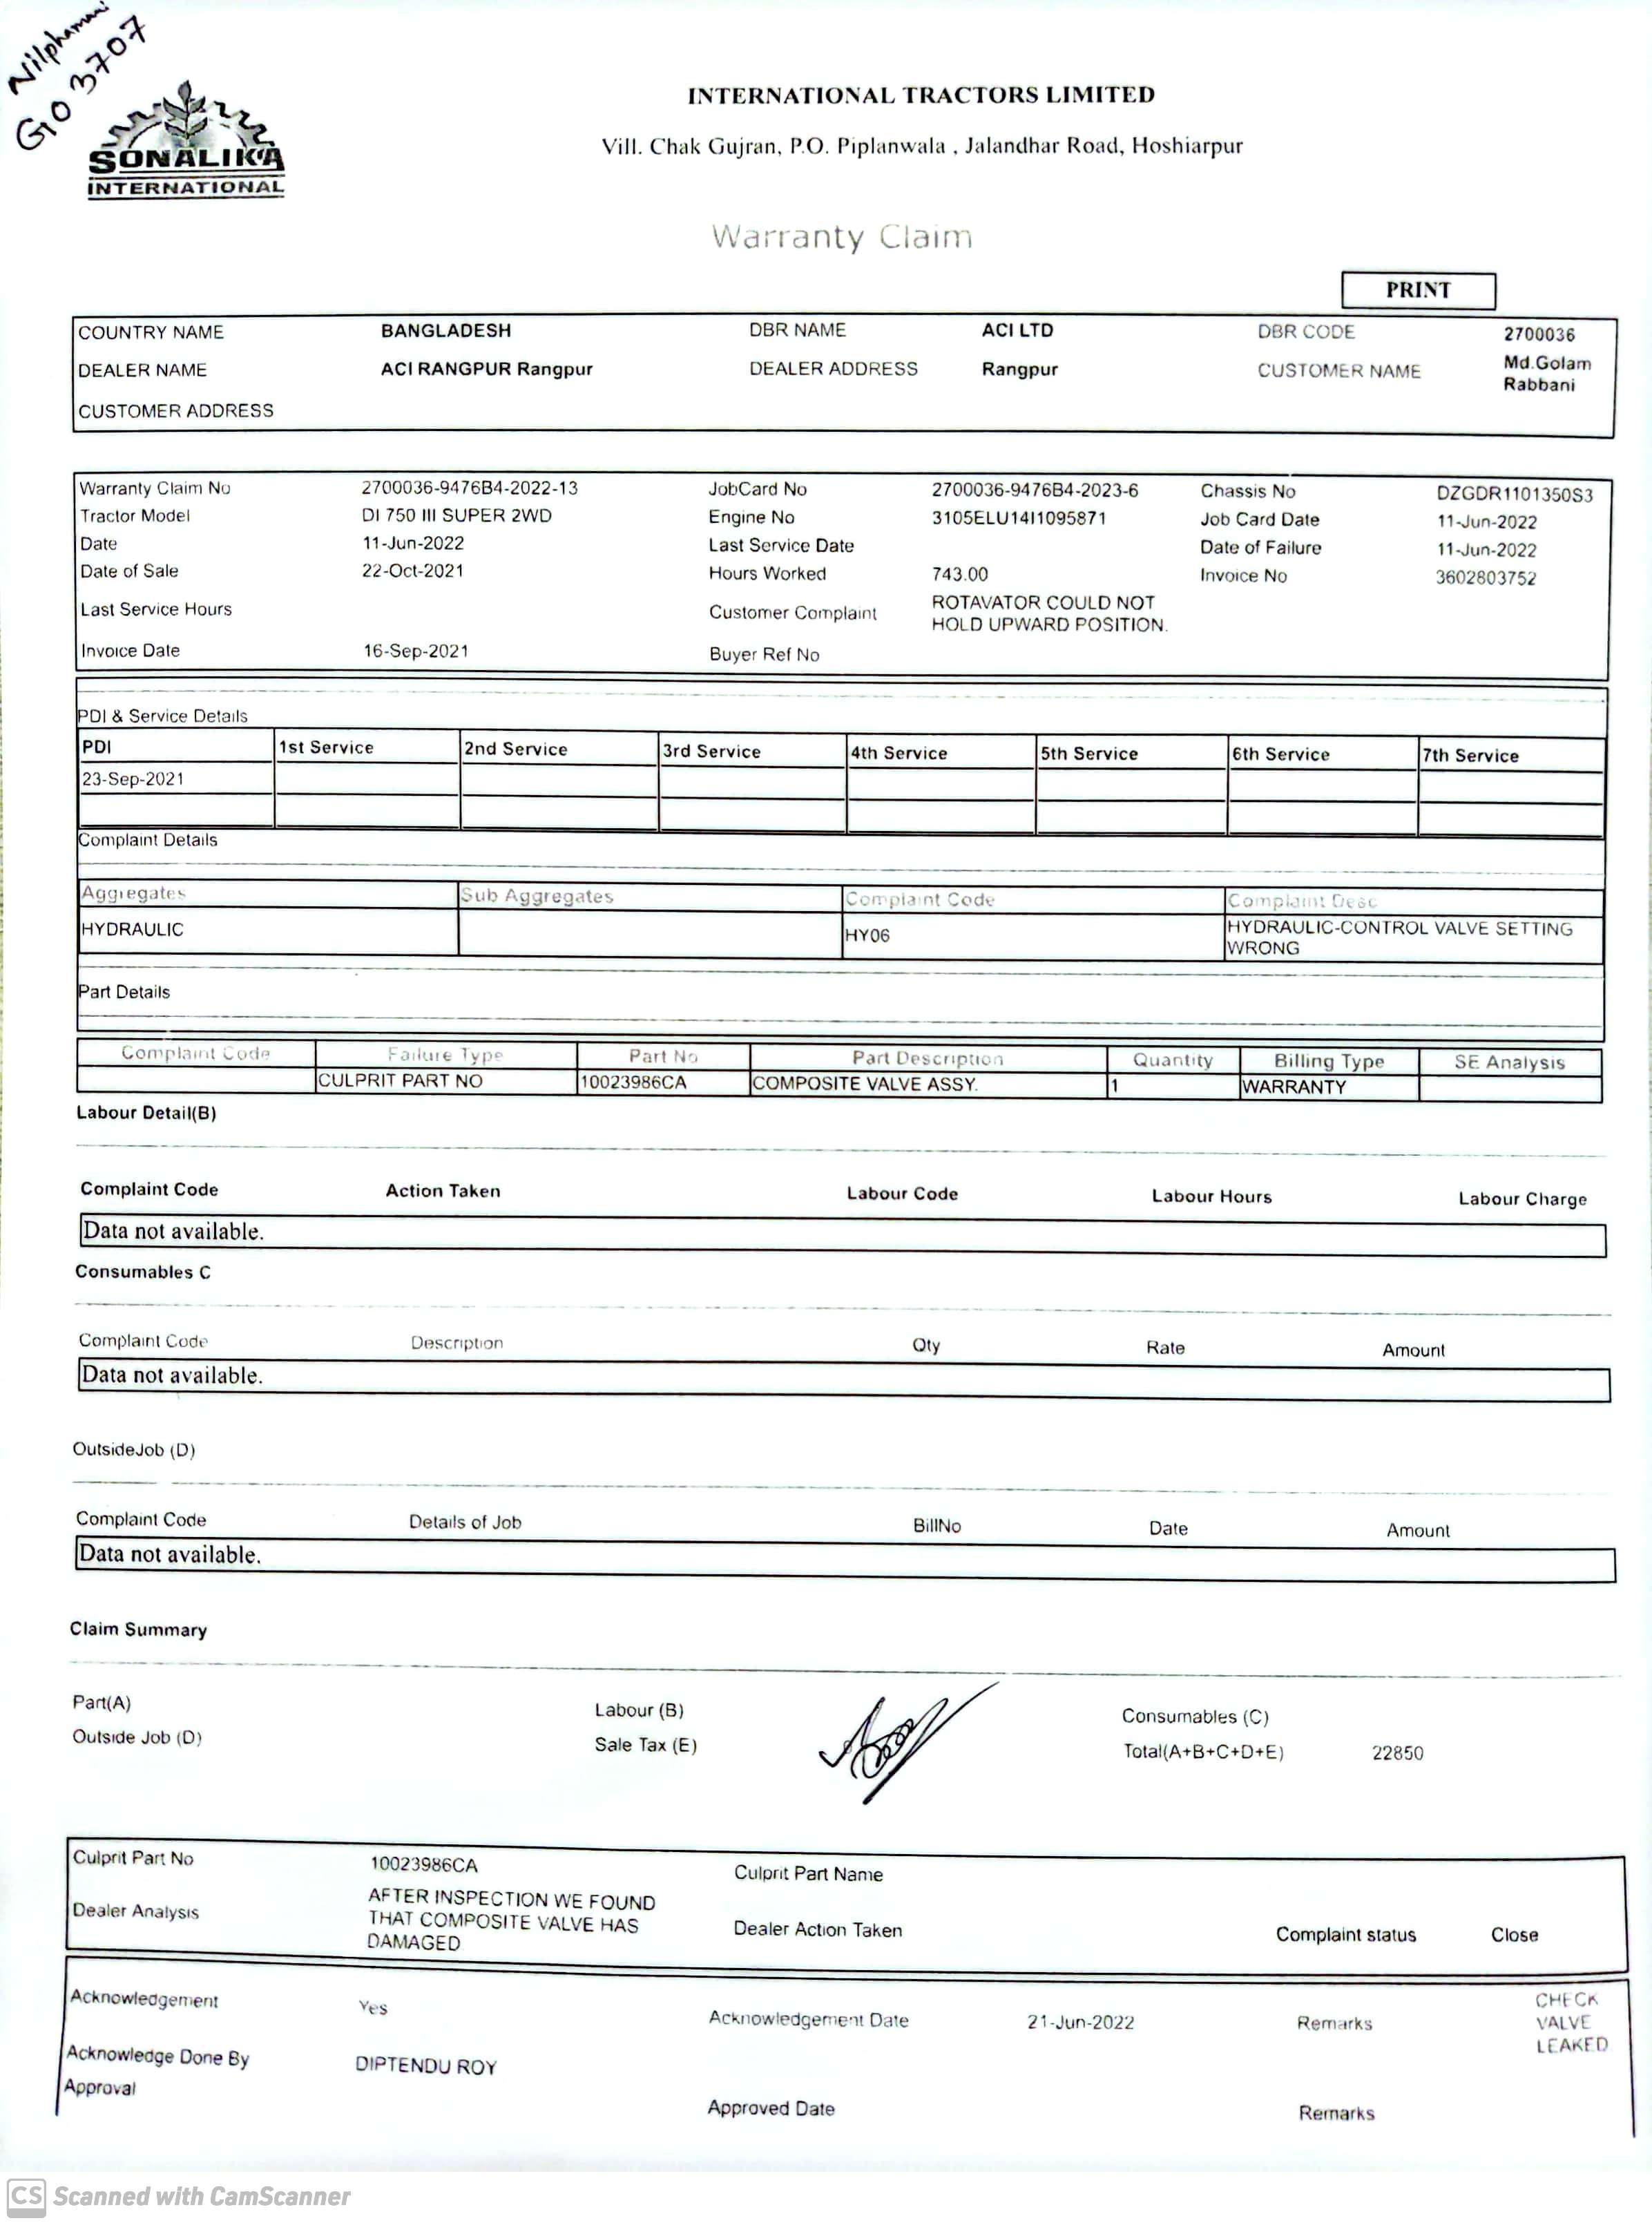 Nilphamari
GO 3707
SONALIKA
INTERNATIONAL
INTERNATIONAL TRACTORS LIMITED
Vill. Chak Gujran, P.O. Piplanwala , Jalandhar Road, Hoshiarpur
Warranty Claim
PRINT
COUNTRY NAME BANGLADESH DBR NAME ACI LTD DBR CODE 2700036
DEALER NAME ACI RANGPUR Rangpur DEALER ADDRESS Rangpur CUSTOMER NAME Md.Golam Rabbani
CUSTOMER ADDRESS
Warranty Claim No 2700036-9476B4-2022-13 JobCard No 2700036-9476B4-2023-6 Chassis No DZGDR1101350S3
Tractor Model DI 750 III SUPER 2WD Engine No 3105ELU14I1095871 Job Card Date 11-Jun-2022
Date 11-Jun-2022 Last Service Date Date of Failure 11-Jun-2022
Date of Sale 22-Oct-2021 Hours Worked 743.00 Invoice No 3602803752
Last Service Hours Customer Complaint ROTAVATOR COULD NOT HOLD UPWARD POSITION.
Invoice Date 16-Sep-2021 Buyer Ref No
PDI & Service Details
PDI 1st Service 2nd Service 3rd Service 4th Service 5th Service 6th Service 7th Service
23-Sep-2021
Complaint Details
Aggregates Sub Aggregates Complaint Code Complaint Desc
HYDRAULIC HY06 HYDRAULIC-CONTROL VALVE SETTING WRONG
Part Details
Complaint Code Failure Type Part No Part Description Quantity Billing Type SE Analysis
CULPRIT PART NO 10023986CA COMPOSITE VALVE ASSY. 1 WARRANTY
Labour Detail(B)
Complaint Code Action Taken Labour Code Labour Hours Labour Charge
Data not available.
Consumables C
Complaint Code Description Qty Rate Amount
Data not available.
OutsideJob (D)
Complaint Code Details of Job BillNo Date Amount
Data not available.
Claim Summary
Part(A) Labour (B) Consumables (C)
Outside Job (D) Sale Tax (E) Total(A+B+C+D+E) 22850
Culprit Part No 10023986CA Culprit Part Name
Dealer Analysis AFTER INSPECTION WE FOUND THAT COMPOSITE VALVE HAS DAMAGED Dealer Action Taken Complaint status Close
Acknowledgement Yes Acknowledgement Date 21-Jun-2022 Remarks CHECK VALVE LEAKED
Acknowledge Done By DIPTENDU ROY
Approval Approved Date Remarks
CS Scanned with CamScanner